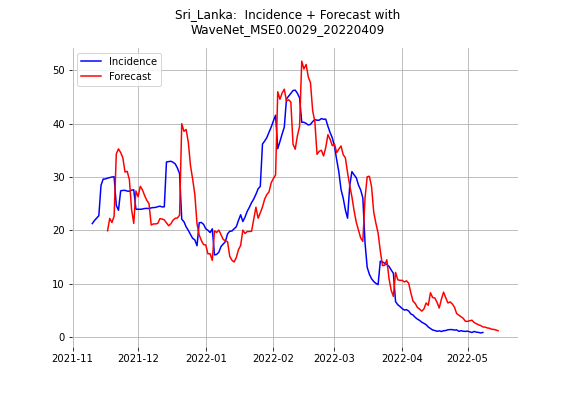 Sri_Lanka:  Incidence + Forecast with
WaveNet_MSE0.0029_20220409
Incidence
Forecast
50
40
30
20
10
0
2021-11 2021-12 2022-01 2022-02 2022-03 2022-04 2022-05